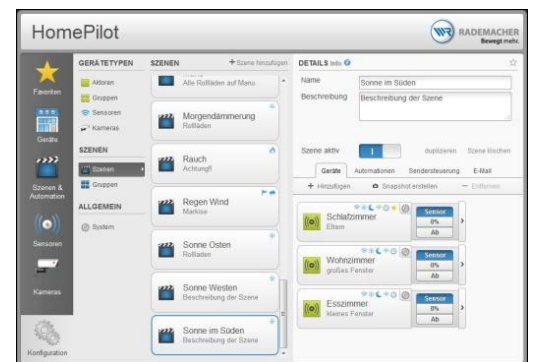 HomePilot
WR RADEMACHER
Bewegt mehr.
Favoriten
Geräte
Szenen &
Automation
Sensoren
Kameras
Konfiguration
GERÄTETYPEN
Aktoren
Gruppen
Sensoren
Kameras
SZENEN
Szenen
Gruppen
ALLGEMEIN
System
SZENEN + Szene hinzufügen
Alle Rollläden auf Manu
Morgendämmerung
Rollläden
Rauch
Achtung!!
Regen Wind
Markise
Sonne Osten
Rollladen
Sonne Westen
Beschreibung der Szene
Sonne im Süden
Beschreibung der Szene
DETAILS Info
Name Sonne im Süden
Beschreibung Beschreibung der Szene
Szene aktiv I duplizieren Szene löschen
Geräte Automationen Sendersteuerung E-Mail
+ Hinzufügen Snapshot erstellen − Entfernen
Schlafzimmer
Eltern
Sensor
0%
Ab
Wohnzimmer
großes Fenster
Sensor
0%
Ab
Esszimmer
kleines Fenster
Sensor
0%
Ab